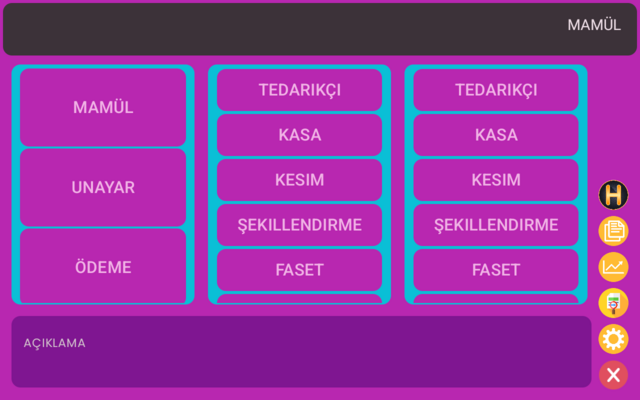 MAMÜL
MAMÜL
UNAYAR
ÖDEME
TEDARIKÇI
KASA
KESIM
ŞEKILLENDIRME
FASET
TEDARIKÇI
KASA
KESIM
ŞEKILLENDIRME
FASET
H
AÇIKLAMA